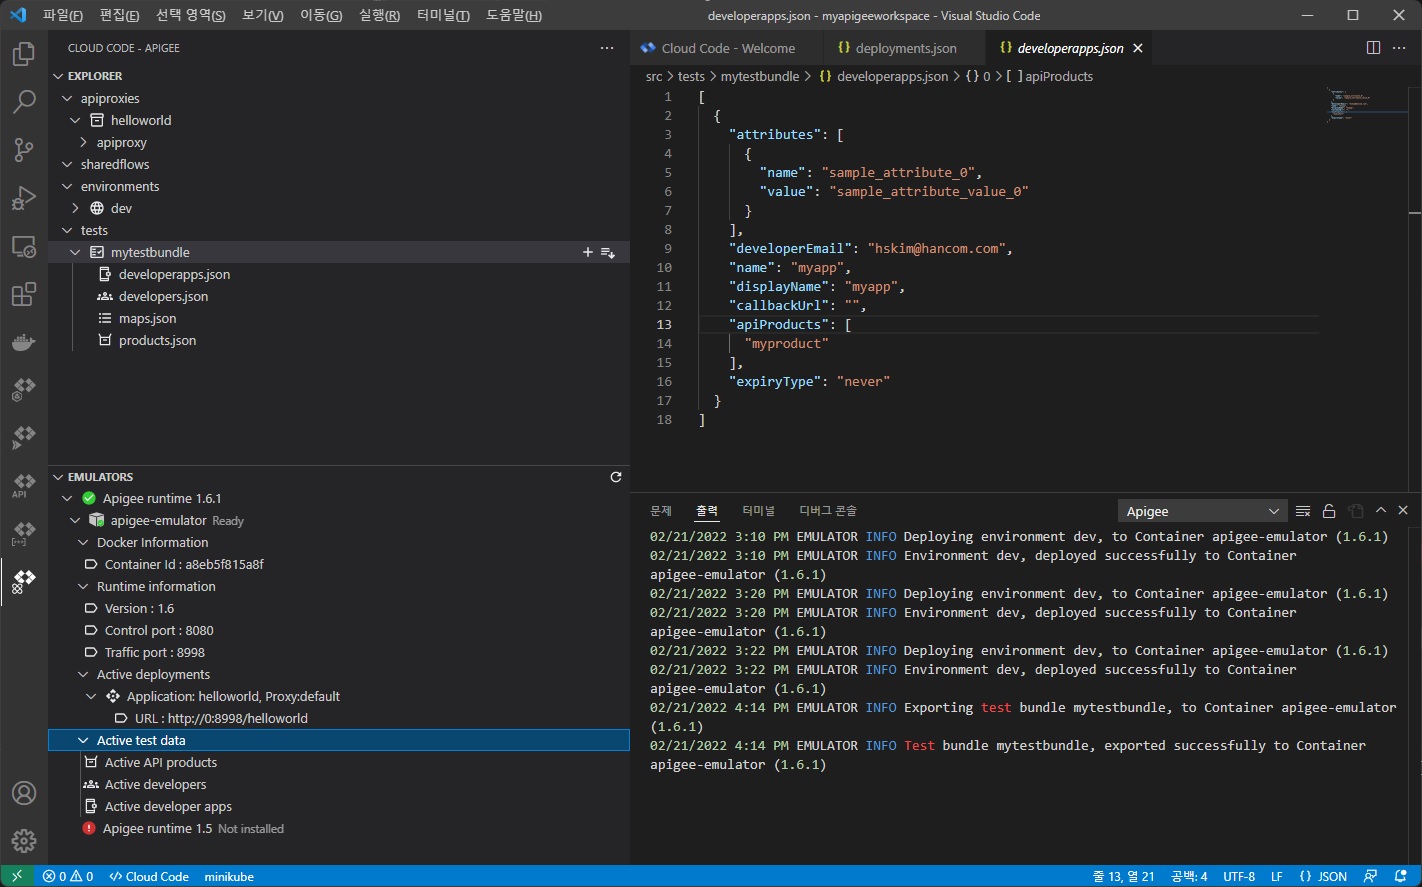 파일(F) 편집(E) 선택 영역(S) 보기(V) 이동(G) 실행(R) 터미널(T) 도움말(H)
developerapps.json - myapigeeworkspace - Visual Studio Code
CLOUD CODE - APIGEE
EXPLORER
apiproxies
helloworld
apiproxy
sharedflows
environments
dev
tests
mytestbundle
developerapps.json
developers.json
maps.json
products.json
EMULATORS
Apigee runtime 1.6.1
apigee-emulator Ready
Docker Information
Container Id : a8eb5f815a8f
Runtime information
Version : 1.6
Control port : 8080
Traffic port : 8998
Active deployments
Application: helloworld, Proxy:default
URL : http://0:8998/helloworld
Active test data
Active API products
Active developers
Active developer apps
Apigee runtime 1.5 Not installed
API
Cloud Code - Welcome
{} deployments.json
{} developerapps.json
src > tests > mytestbundle > {} developerapps.json > {} 0 > [ ] apiProducts
1 [
2 {
3 "attributes": [
4 {
5 "name": "sample_attribute_0",
6 "value": "sample_attribute_value_0"
7 }
8 ],
9 "developerEmail": "hskim@hancom.com",
10 "name": "myapp",
11 "displayName": "myapp",
12 "callbackUrl": "",
13 "apiProducts": [
14 "myproduct"
15 ],
16 "expiryType": "never"
17 }
18 ]
문제 출력 터미널 디버그 콘솔
Apigee
02/21/2022 3:10 PM EMULATOR INFO Deploying environment dev, to Container apigee-emulator (1.6.1)
02/21/2022 3:10 PM EMULATOR INFO Environment dev, deployed successfully to Container
apigee-emulator (1.6.1)
02/21/2022 3:20 PM EMULATOR INFO Deploying environment dev, to Container apigee-emulator (1.6.1)
02/21/2022 3:20 PM EMULATOR INFO Environment dev, deployed successfully to Container
apigee-emulator (1.6.1)
02/21/2022 3:22 PM EMULATOR INFO Deploying environment dev, to Container apigee-emulator (1.6.1)
02/21/2022 3:22 PM EMULATOR INFO Environment dev, deployed successfully to Container
apigee-emulator (1.6.1)
02/21/2022 4:14 PM EMULATOR INFO Exporting test bundle mytestbundle, to Container apigee-emulator
(1.6.1)
02/21/2022 4:14 PM EMULATOR INFO Test bundle mytestbundle, exported successfully to Container
apigee-emulator (1.6.1)
0 0 Cloud Code minikube
줄 13, 열 21 공백: 4 UTF-8 LF {} JSON